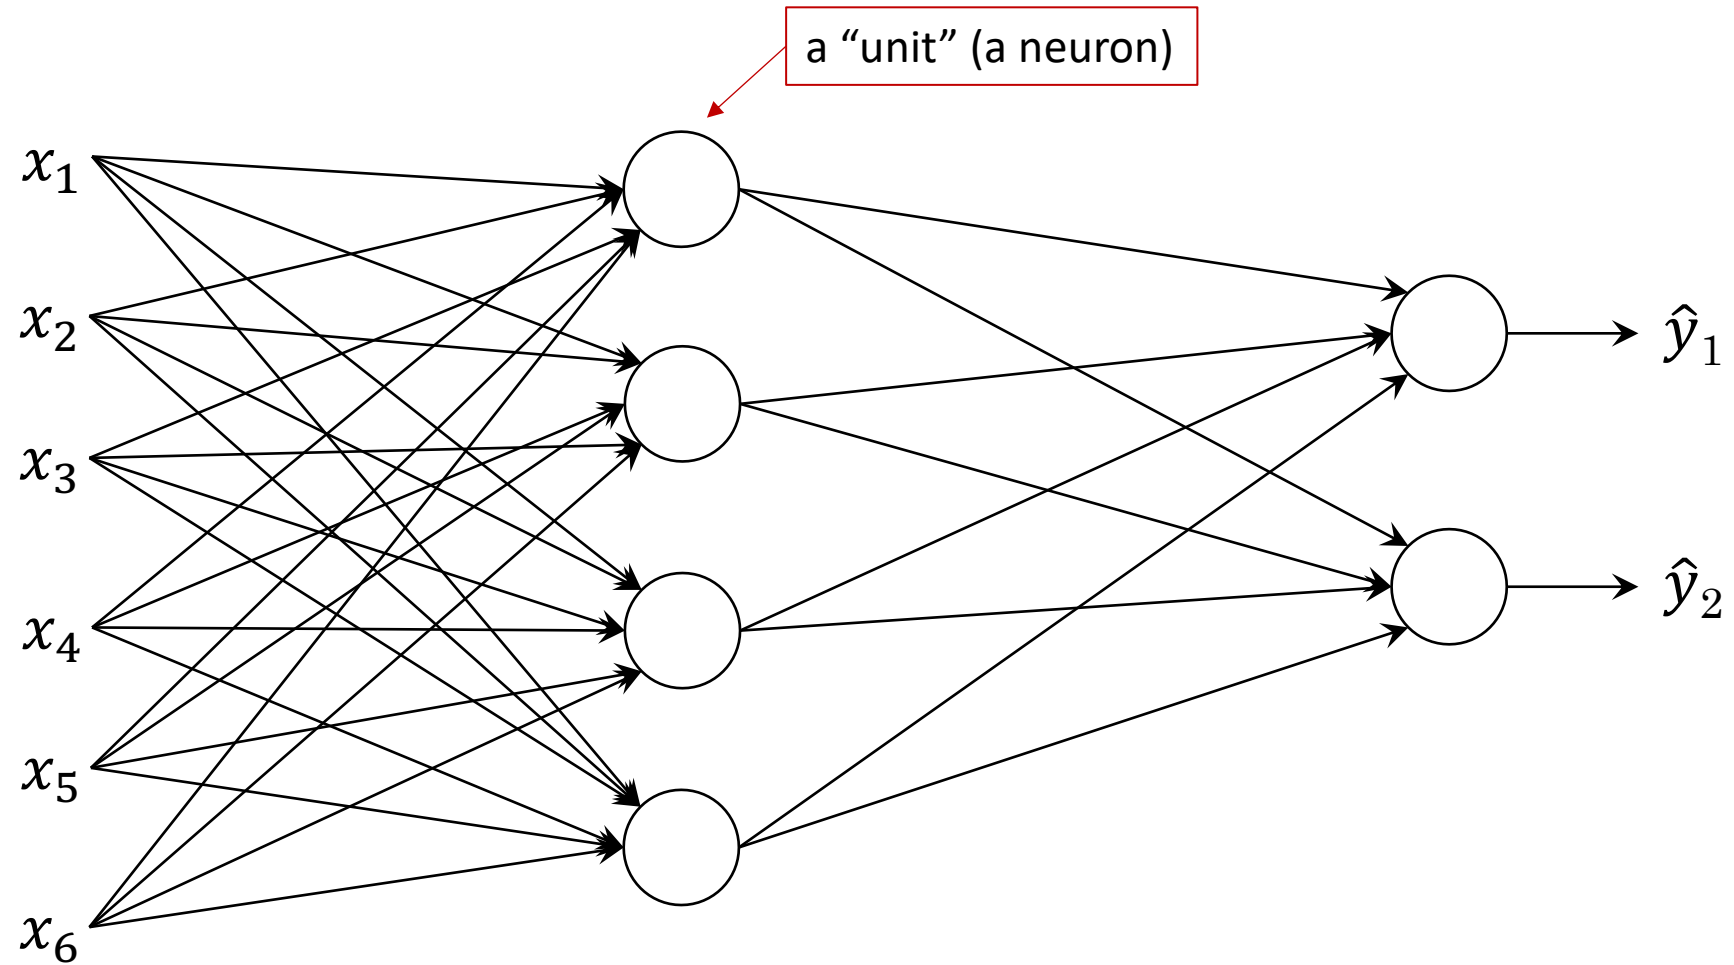 a “unit” (a neuron)
x₁
x₂
x₃
x₄
x₅
x₆
ŷ₁
ŷ₂